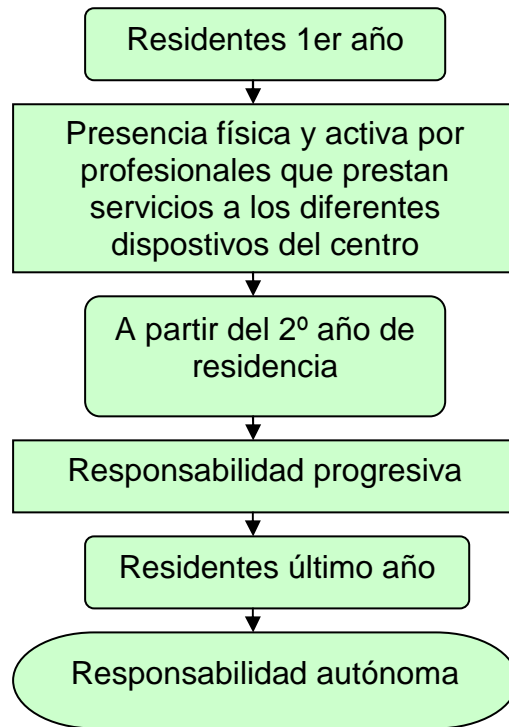 Residentes 1er año
Presencia física y activa por
profesionales que prestan
servicios a los diferentes
dispostivos del centro
A partir del 2º año de
residencia
Responsabilidad progresiva
Residentes último año
Responsabilidad autónoma